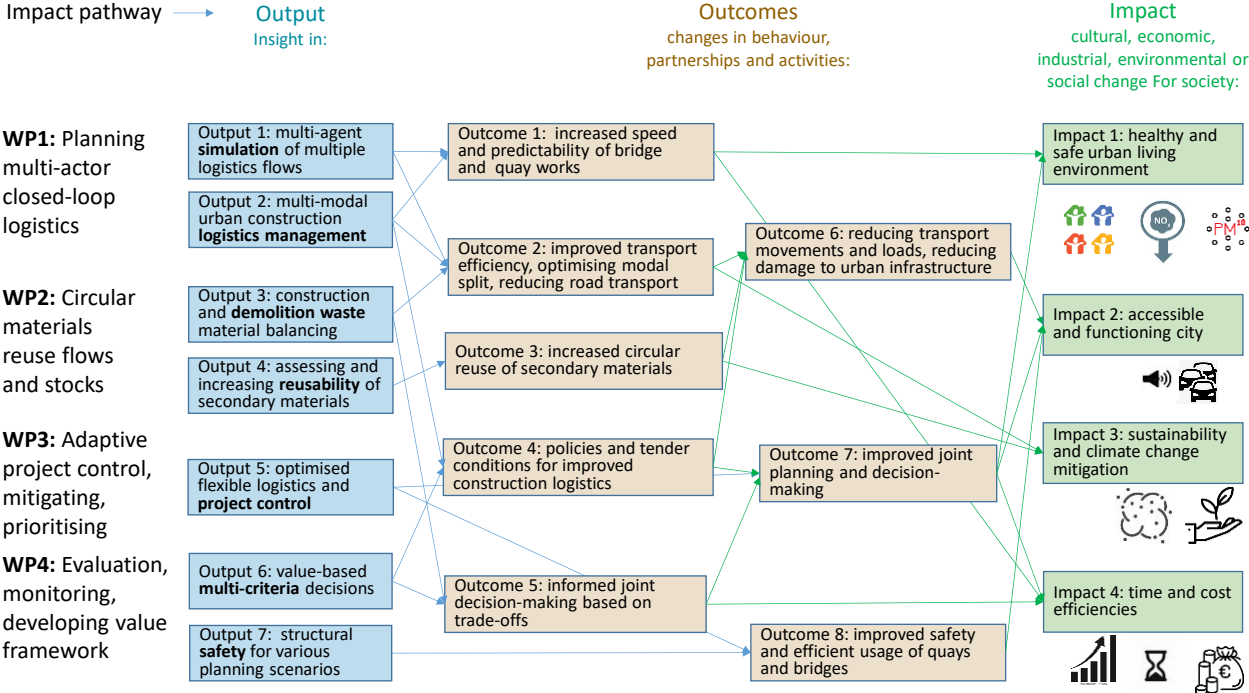 Impact pathway
Output
Insight in:
Outcomes
changes in behaviour,
partnerships and activities:
Impact
cultural, economic,
industrial, environmental or
social change For society:
WP1: Planning
multi-actor
closed-loop
logistics
WP2: Circular
materials
reuse flows
and stocks
WP3: Adaptive
project control,
mitigating,
prioritising
WP4: Evaluation,
monitoring,
developing value
framework
Output 1: multi-agent
simulation of multiple
logistics flows
Output 2: multi-modal
urban construction
logistics management
Output 3: construction
and demolition waste
material balancing
Output 4: assessing and
increasing reusability of
secondary materials
Output 5: optimised
flexible logistics and
project control
Output 6: value-based
multi-criteria decisions
Output 7: structural
safety for various
planning scenarios
Outcome 1: increased speed
and predictability of bridge
and quay works
Outcome 2: improved transport
efficiency, optimising modal
split, reducing road transport
Outcome 3: increased circular
reuse of secondary materials
Outcome 4: policies and tender
conditions for improved
construction logistics
Outcome 5: informed joint
decision-making based on
trade-offs
Outcome 6: reducing transport
movements and loads, reducing
damage to urban infrastructure
Outcome 7: improved joint
planning and decision-
making
Outcome 8: improved safety
and efficient usage of quays
and bridges
Impact 1: healthy and
safe urban living
environment
NO₂
PM¹⁰
Impact 2: accessible
and functioning city
Impact 3: sustainability
and climate change
mitigation
Impact 4: time and cost
efficiencies
€